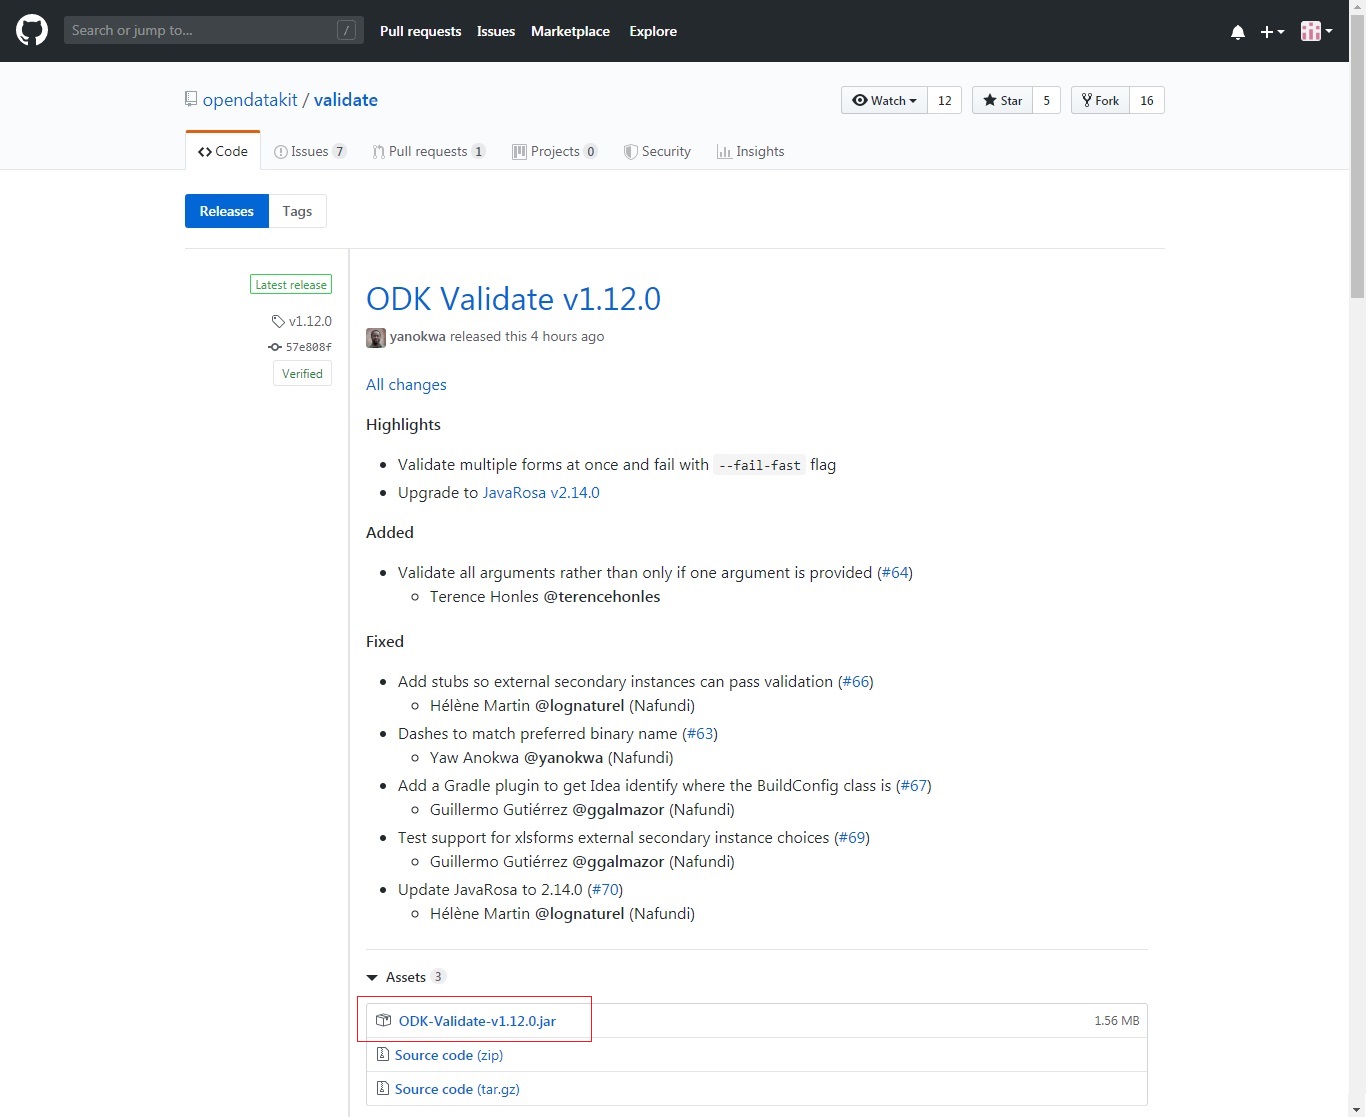 Search or jump to... / Pull requests Issues Marketplace Explore
opendatakit / validate Watch 12 Star 5 Fork 16
Code Issues 7 Pull requests 1 Projects 0 Security Insights
Releases Tags
Latest release
v1.12.0
57e808f
Verified
ODK Validate v1.12.0
yanokwa released this 4 hours ago
All changes
Highlights
Validate multiple forms at once and fail with --fail-fast flag
Upgrade to JavaRosa v2.14.0
Added
Validate all arguments rather than only if one argument is provided (#64)
Terence Honles @terencehonles
Fixed
Add stubs so external secondary instances can pass validation (#66)
Hélène Martin @lognaturel (Nafundi)
Dashes to match preferred binary name (#63)
Yaw Anokwa @yanokwa (Nafundi)
Add a Gradle plugin to get Idea identify where the BuildConfig class is (#67)
Guillermo Gutiérrez @ggalmazor (Nafundi)
Test support for xlsforms external secondary instance choices (#69)
Guillermo Gutiérrez @ggalmazor (Nafundi)
Update JavaRosa to 2.14.0 (#70)
Hélène Martin @lognaturel (Nafundi)
Assets 3
ODK-Validate-v1.12.0.jar 1.56 MB
Source code (zip)
Source code (tar.gz)